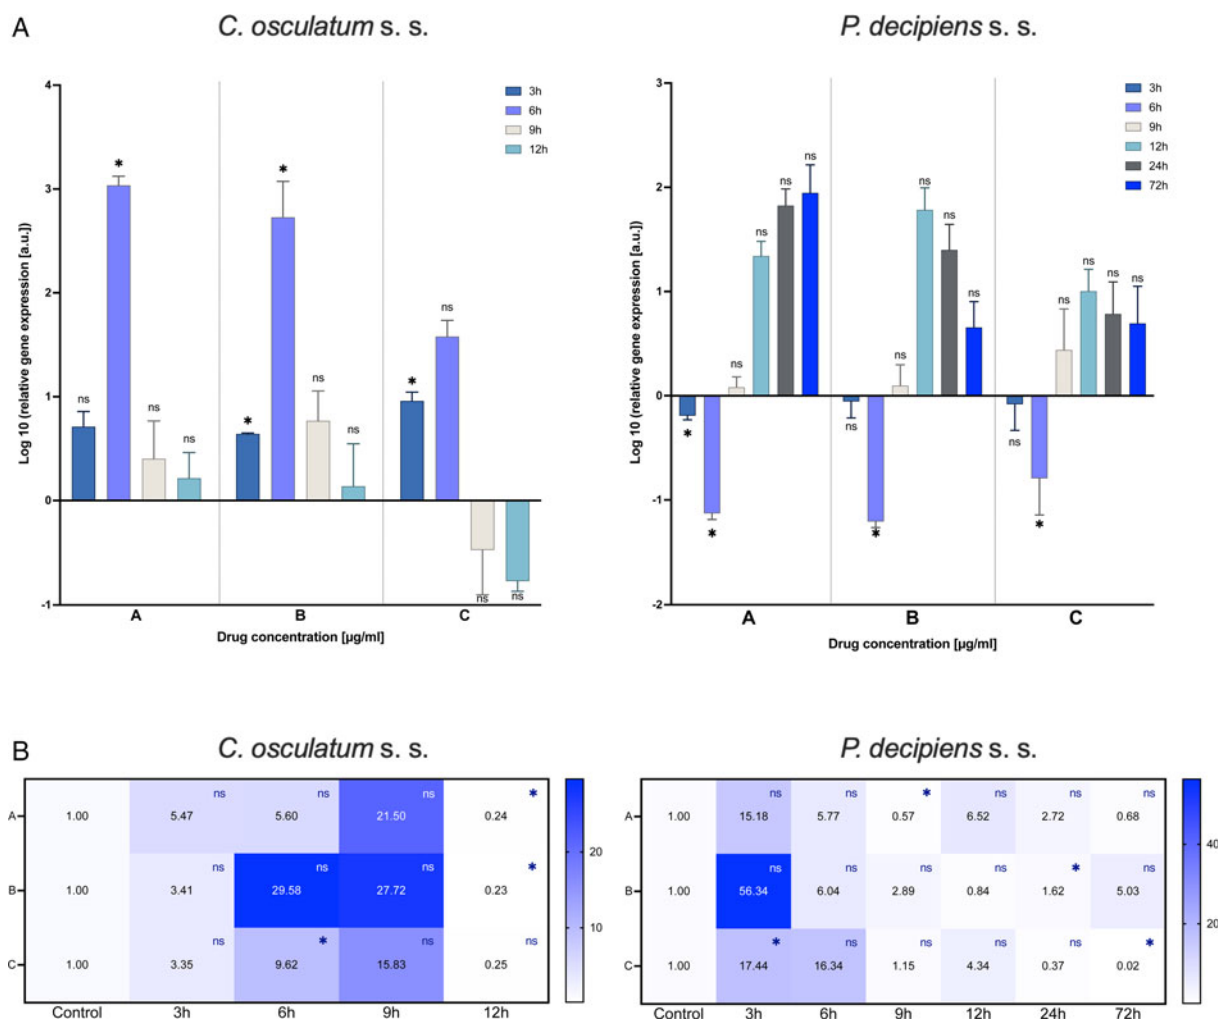 A
C. osculatum s. s.
P. decipiens s. s.
Log 10 (relative gene expression [a.u.])
4
3
2
1
0
-1
3h
6h
9h
12h
ns
*
ns
ns
*
*
ns
ns
*
ns
ns
ns
A
B
C
Drug concentration [µg/ml]
Log 10 (relative gene expression [a.u.])
3
2
1
0
-1
-2
3h
6h
9h
12h
24h
72h
*
*
ns
ns
ns
ns
ns
*
ns
ns
ns
ns
ns
*
ns
ns
ns
ns
A
B
C
Drug concentration [µg/ml]
B
C. osculatum s. s.
P. decipiens s. s.
ns ns ns *
A 1.00 5.47 5.60 21.50 0.24
ns ns ns *
B 1.00 3.41 29.58 27.72 0.23
ns * ns ns
C 1.00 3.35 9.62 15.83 0.25
Control 3h 6h 9h 12h
20
10
ns ns * ns ns ns
A 1.00 15.18 5.77 0.57 6.52 2.72 0.68
ns ns ns ns * ns
B 1.00 56.34 6.04 2.89 0.84 1.62 5.03
* ns ns ns ns *
C 1.00 17.44 16.34 1.15 4.34 0.37 0.02
Control 3h 6h 9h 12h 24h 72h
40
20